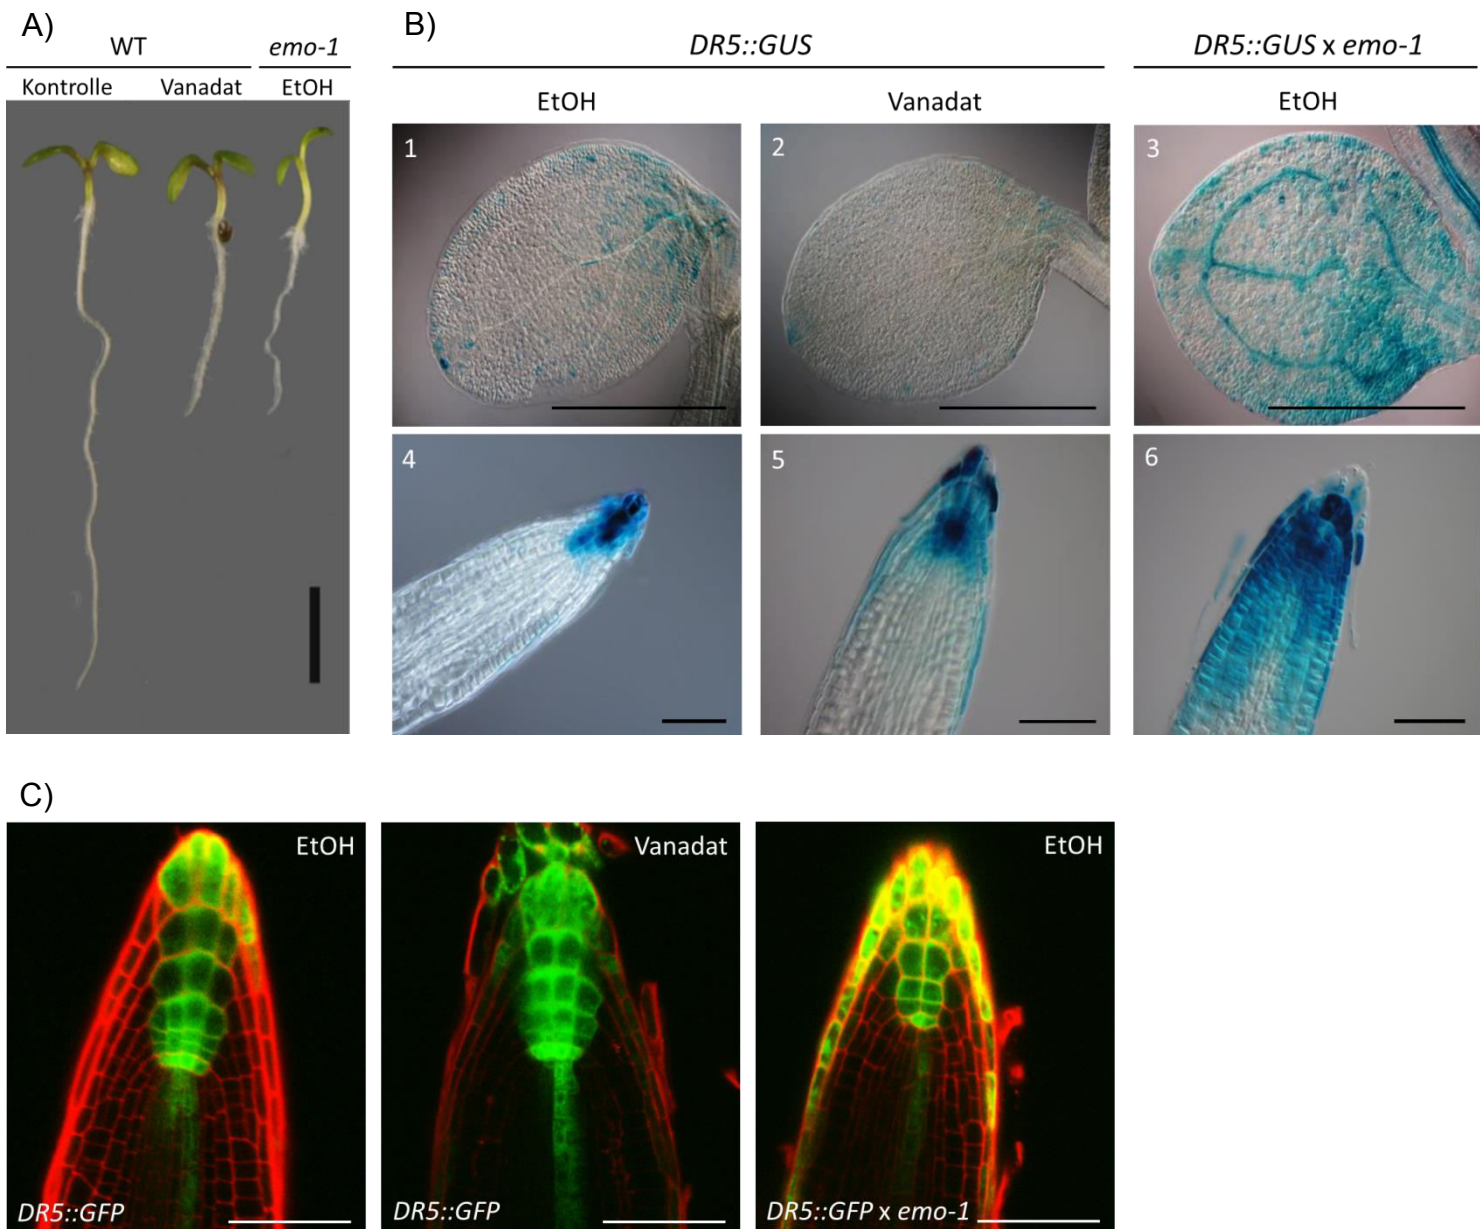 A)
WT emo-1
Kontrolle Vanadat EtOH
B)
DR5::GUS DR5::GUS x emo-1
EtOH Vanadat EtOH
1 2 3
4 5 6
C)
EtOH Vanadat EtOH
DR5::GFP DR5::GFP DR5::GFP x emo-1